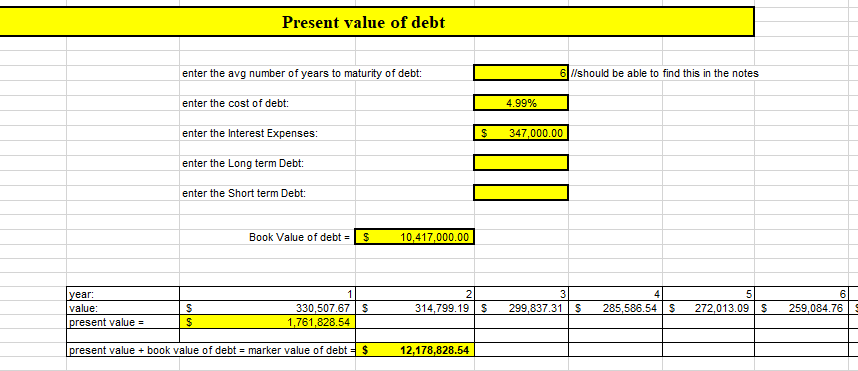 Present value of debt
enter the avg number of years to maturity of debt: 6 //should be able to find this in the notes
enter the cost of debt: 4.99%
enter the Interest Expenses: $ 347,000.00
enter the Long term Debt:
enter the Short term Debt:
Book Value of debt = $ 10,417,000.00
year: 1 2 3 4 5 6
value: $ 330,507.67 $ 314,799.19 $ 299,837.31 $ 285,586.54 $ 272,013.09 $ 259,084.76 $
present value = $ 1,761,828.54
present value + book value of debt = marker value of debt = $ 12,178,828.54